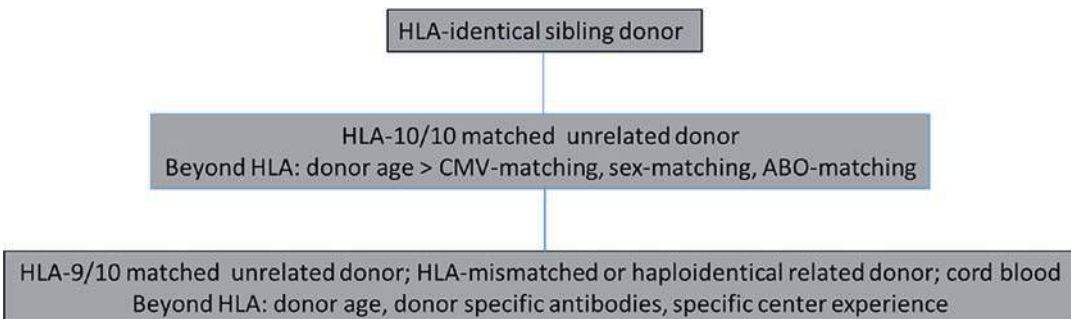 HLA-identical sibling donor
HLA-10/10 matched unrelated donor
Beyond HLA: donor age > CMV-matching, sex-matching, ABO-matching
HLA-9/10 matched unrelated donor; HLA-mismatched or haploidentical related donor; cord blood
Beyond HLA: donor age, donor specific antibodies, specific center experience